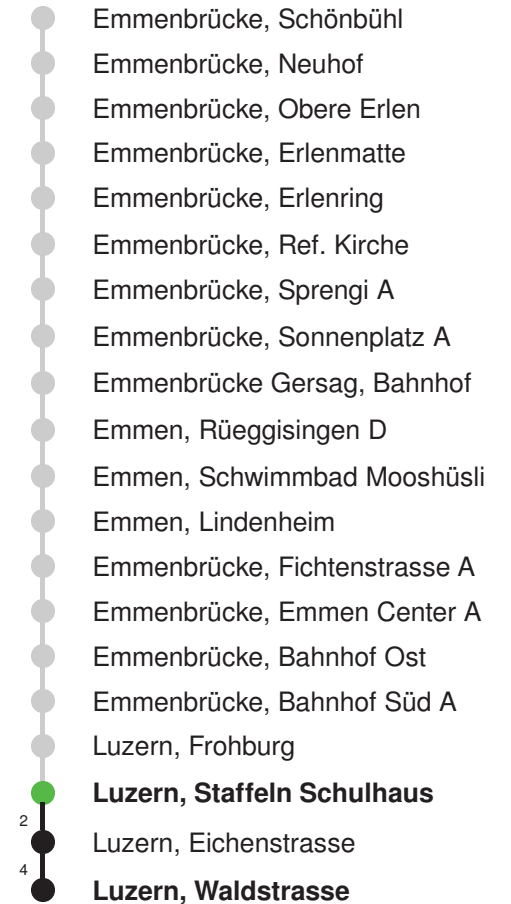 Emmenbrücke, Schönbühl
Emmenbrücke, Neuhof
Emmenbrücke, Obere Erlen
Emmenbrücke, Erlenmatte
Emmenbrücke, Erlenring
Emmenbrücke, Ref. Kirche
Emmenbrücke, Sprengi A
Emmenbrücke, Sonnenplatz A
Emmenbrücke Gersag, Bahnhof
Emmen, Rüeggisingen D
Emmen, Schwimmbad Mooshüsli
Emmen, Lindenheim
Emmenbrücke, Fichtenstrasse A
Emmenbrücke, Emmen Center A
Emmenbrücke, Bahnhof Ost
Emmenbrücke, Bahnhof Süd A
Luzern, Frohburg
Luzern, Staffeln Schulhaus
2
Luzern, Eichenstrasse
4
Luzern, Waldstrasse